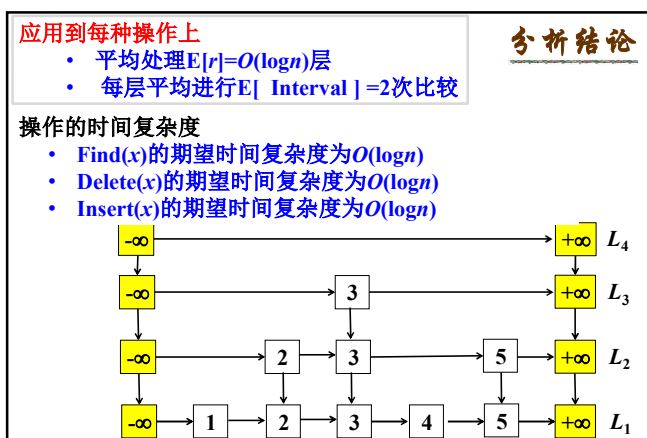 应用到每种操作上
分析结论
• 平均处理E[r]=O(logn)层
• 每层平均进行E[ Interval ] =2次比较
操作的时间复杂度
• Find(x)的期望时间复杂度为O(logn)
• Delete(x)的期望时间复杂度为O(logn)
• Insert(x)的期望时间复杂度为O(logn)
-∞ +∞ L4
-∞ 3 +∞ L3
-∞ 2 3 5 +∞ L2
-∞ 1 2 3 4 5 +∞ L1